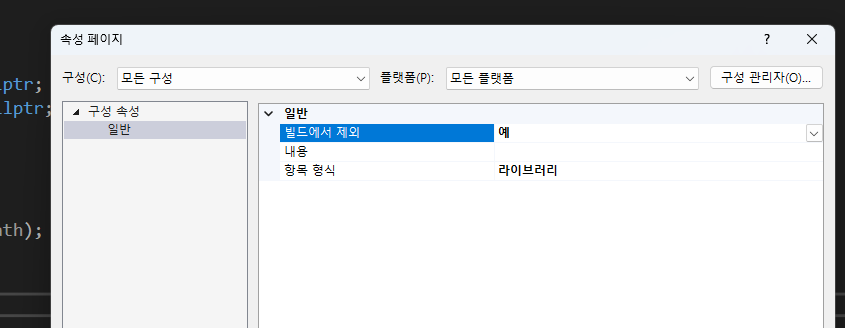 속성 페이지
?
구성(C): 모든 구성 플랫폼(P): 모든 플랫폼 구성 관리자(O)...
lptr;
llptr;
구성 속성
일반
일반
빌드에서 제외 예
내용
항목 형식 라이브러리
ath);